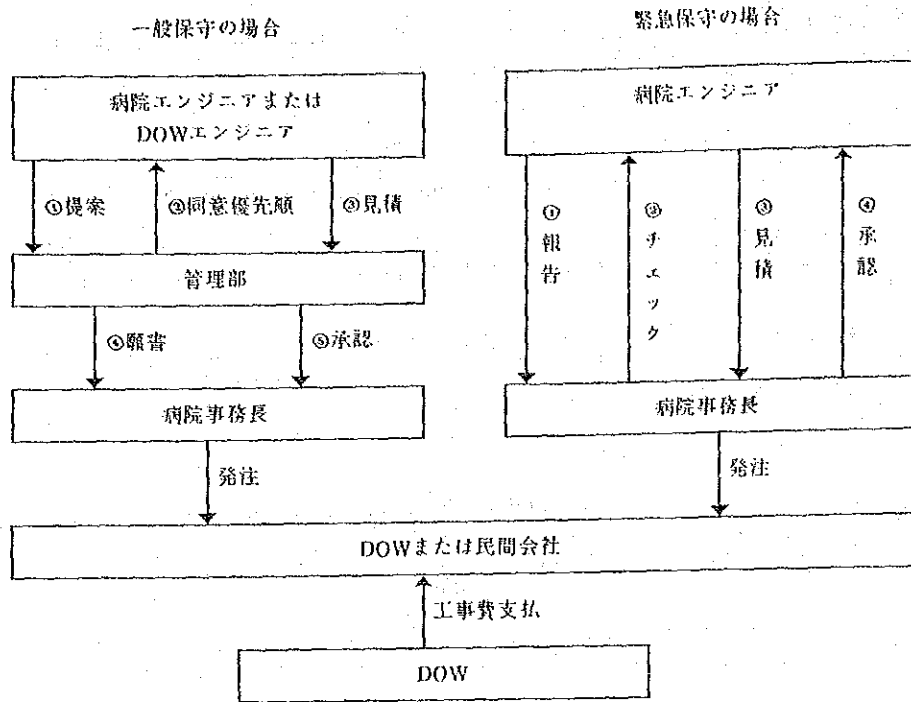 一般保守の場合
病院エンジニアまたは
DOWエンジニア
①提案
②同意優先順
③見積
管理部
④願書
⑤承認
病院事務長
発注
緊急保守の場合
病院エンジニア
①報告
②チェック
③見積
④承認
病院事務長
発注
DOWまたは民間会社
工事費支払
DOW